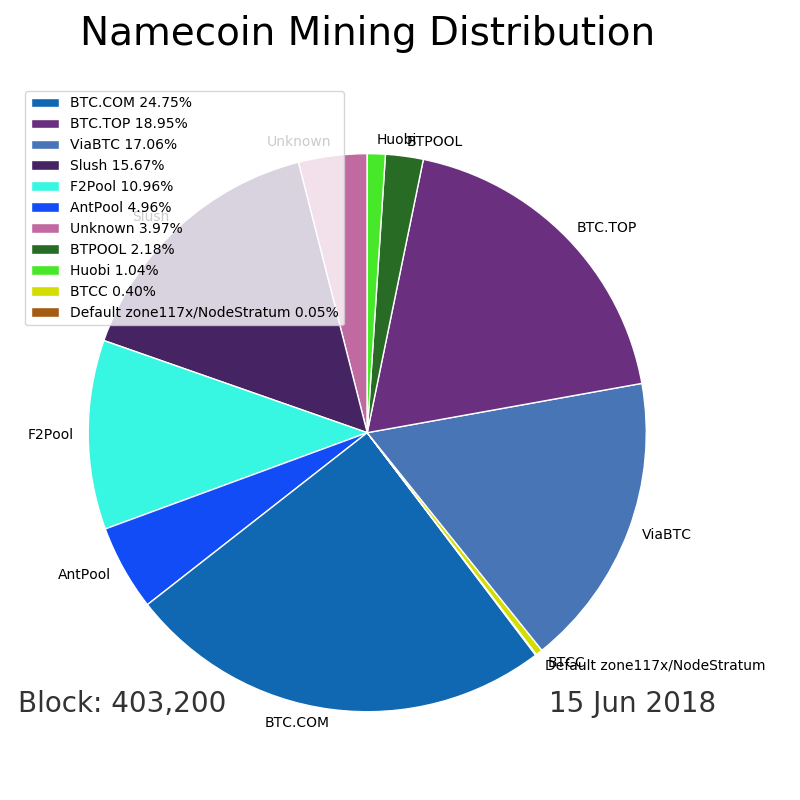 Namecoin Mining Distribution
BTC.COM 24.75%
BTC.TOP 18.95%
ViaBTC 17.06%
Slush 15.67%
F2Pool 10.96%
AntPool 4.96%
Unknown 3.97%
BTPOOL 2.18%
Huobi 1.04%
BTCC 0.40%
Default zone117x/NodeStratum 0.05%
Unknown
Huobi
BTPOOL
Slush
BTC.TOP
F2Pool
ViaBTC
AntPool
BTCC
Default zone117x/NodeStratum
BTC.COM
Block: 403,200
15 Jun 2018